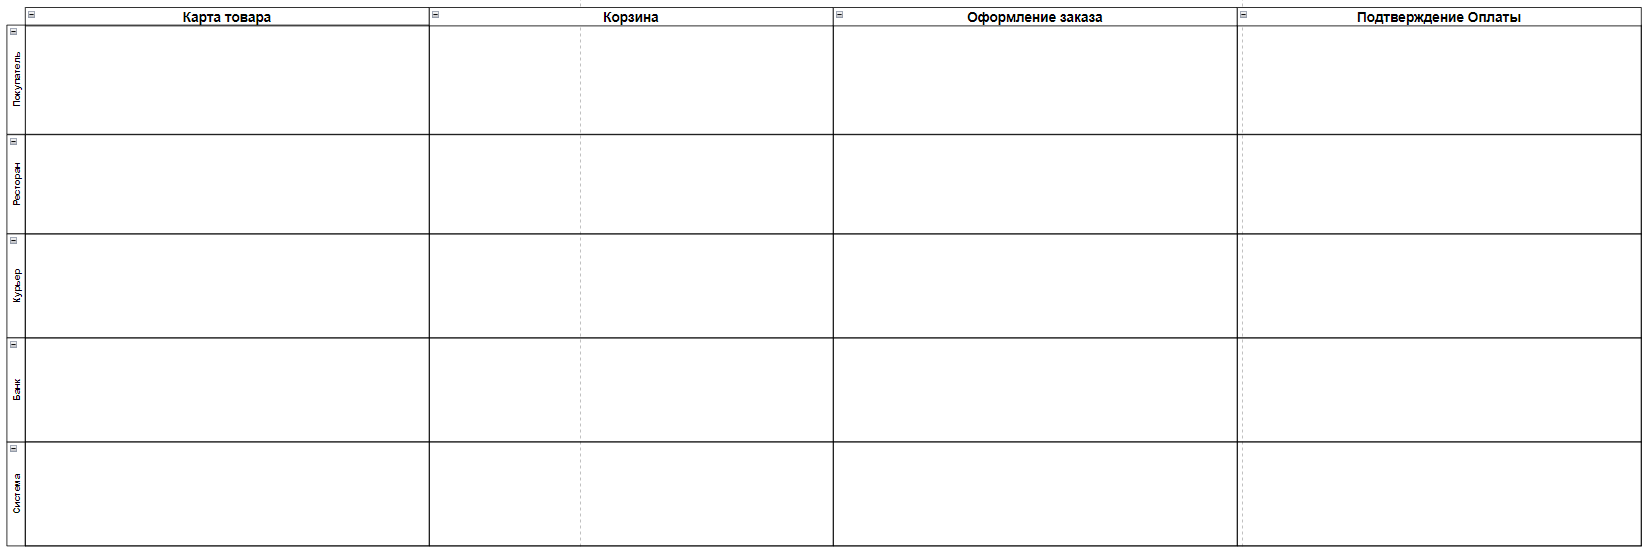 Карта товара
Корзина
Оформление заказа
Подтверждение Оплаты
Покупатель
Ресторан
Курьер
Банк
Система